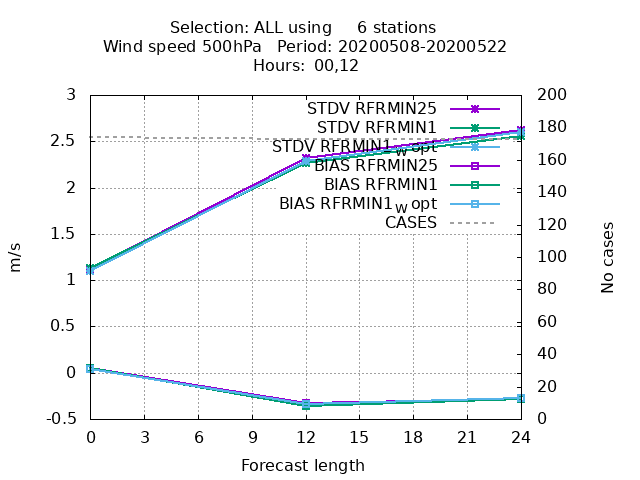 Selection: ALL using     6 stations
Wind speed 500hPa   Period: 20200508-20200522
Hours:  00,12
STDV RFRMIN25
STDV RFRMIN1
STDV RFRMIN1_W opt
BIAS RFRMIN25
BIAS RFRMIN1
BIAS RFRMIN1_W opt
CASES
3
2.5
2
1.5
1
0.5
0
-0.5
m/s
200
180
160
140
120
100
80
60
40
20
0
No cases
0 3 6 9 12 15 18 21 24
Forecast length